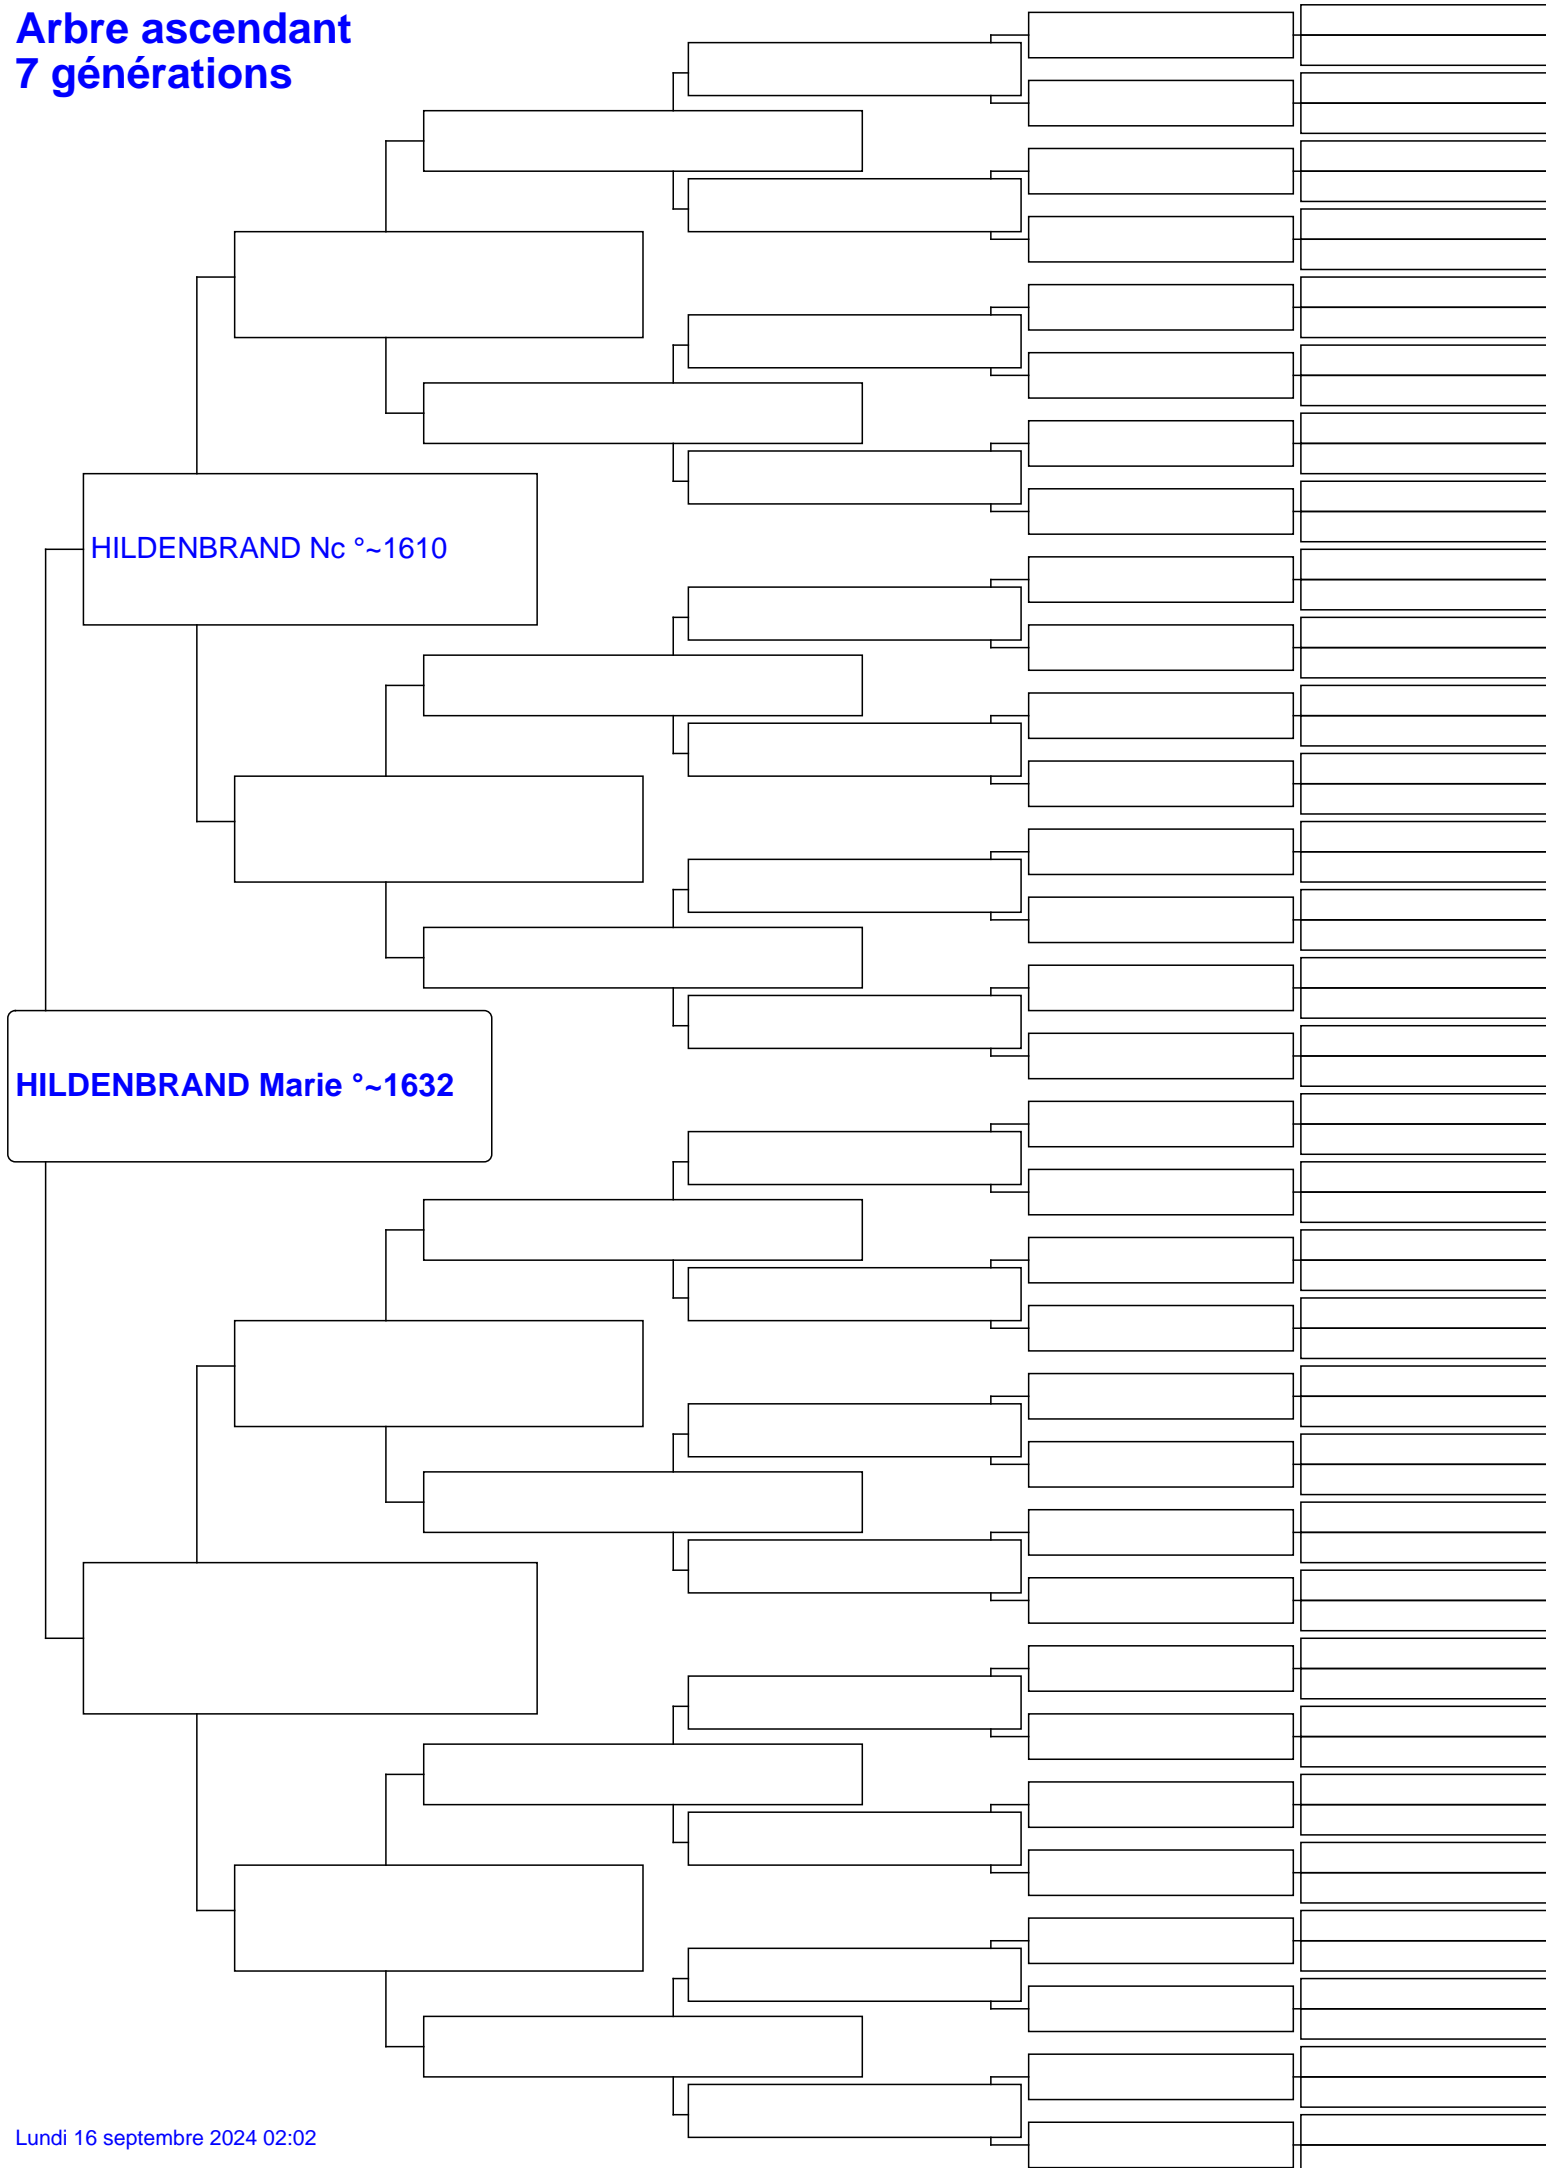 Arbre ascendant
7 générations
HILDENBRAND Nc °~1610
HILDENBRAND Marie °~1632
Lundi 16 septembre 2024 02:02